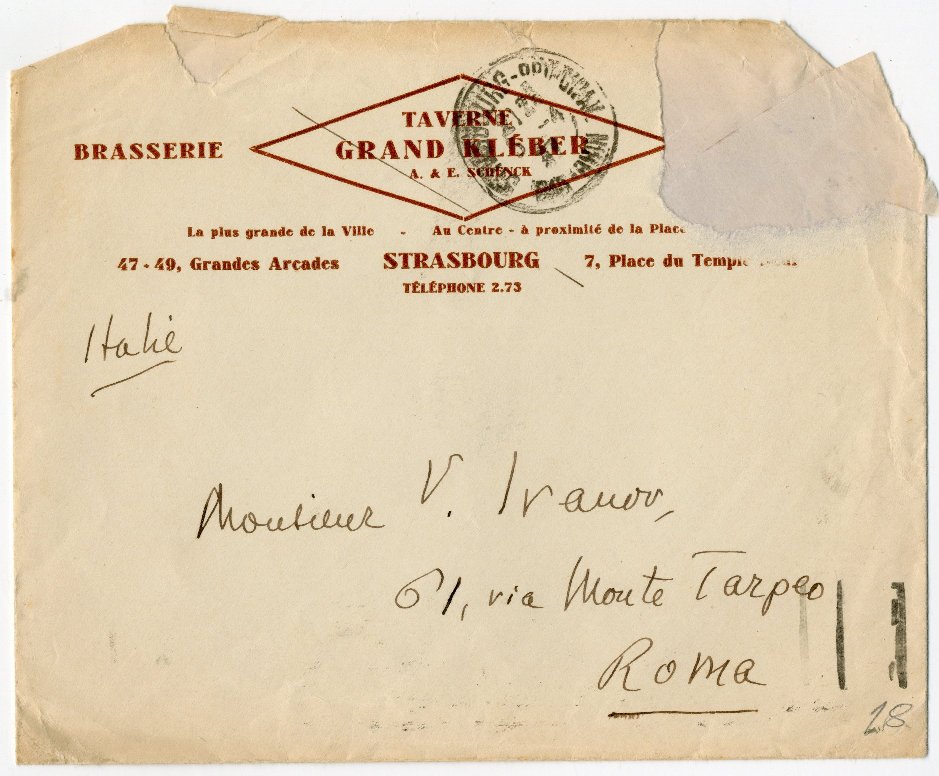 TAVERNE
BRASSERIE GRAND KLÉBER
A. & E. SCHENCK
La plus grande de la Ville - Au Centre - à proximité de la Place
47-49, Grandes Arcades STRASBOURG 7, Place du Temple
TÉLÉPHONE 2.73
Italie
Monsieur V. Ivanov,
61, via Monte Tarpeo
Roma
28